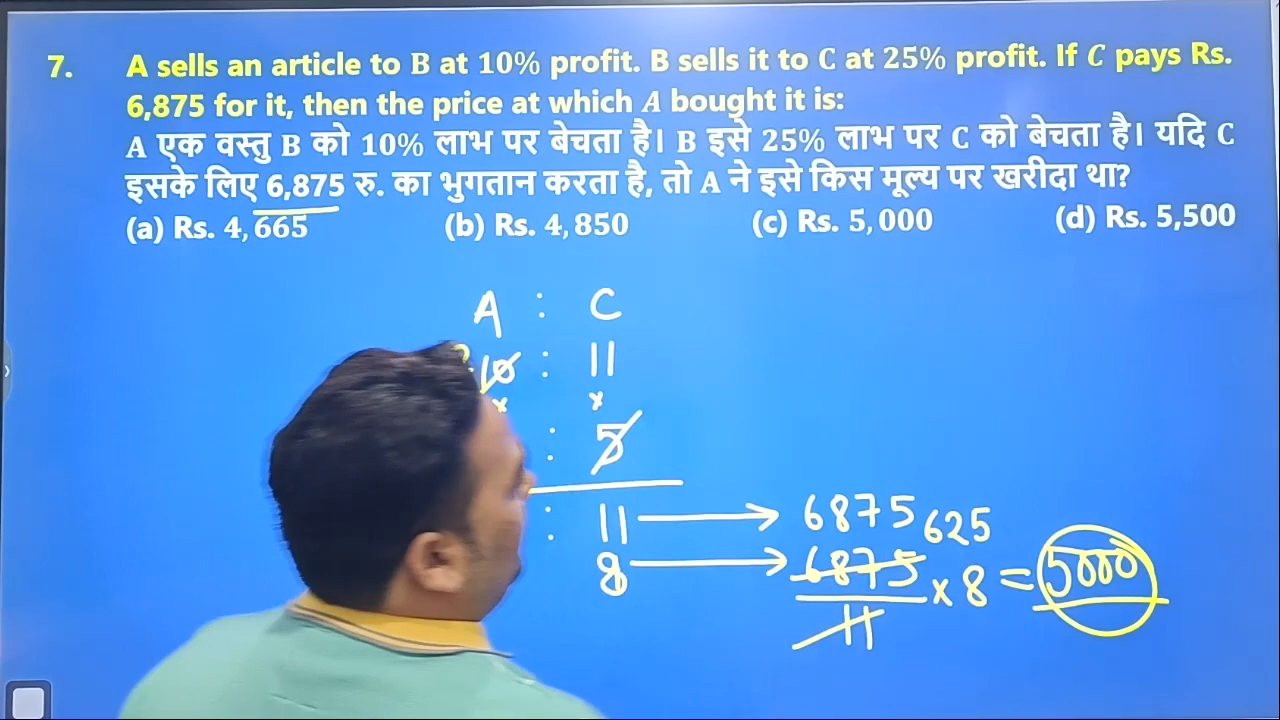 7. A sells an article to B at 10% profit. B sells it to C at 25% profit. If C pays Rs.
6,875 for it, then the price at which A bought it is:
A एक वस्तु B को 10% लाभ पर बेचता है। B इसे 25% लाभ पर C को बेचता है। यदि C
इसके लिए 6,875 रु. का भुगतान करता है, तो A ने इसे किस मूल्य पर खरीदा था?
(a) Rs. 4,665 (b) Rs. 4,850 (c) Rs. 5,000 (d) Rs. 5,500
A : C
10 : 11
× ×
: 5
: 11 → 6875
8 → 6875/11 625 × 8 = 5000